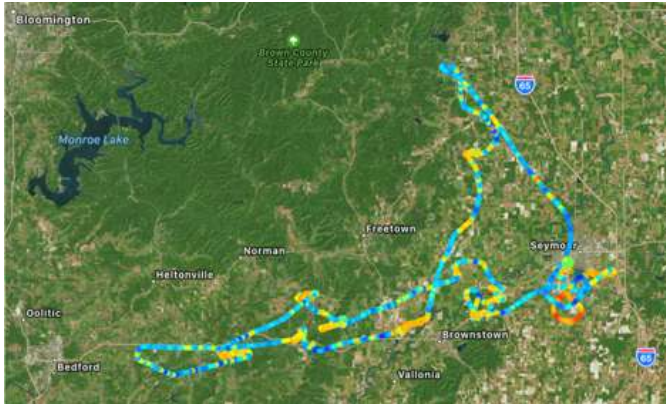 Bloomington
Brown County
State Park
65
Monroe Lake
Freetown
Seymour
Norman
Heltonville
Oolitic
Brownstown
Bedford
65
Vallonia